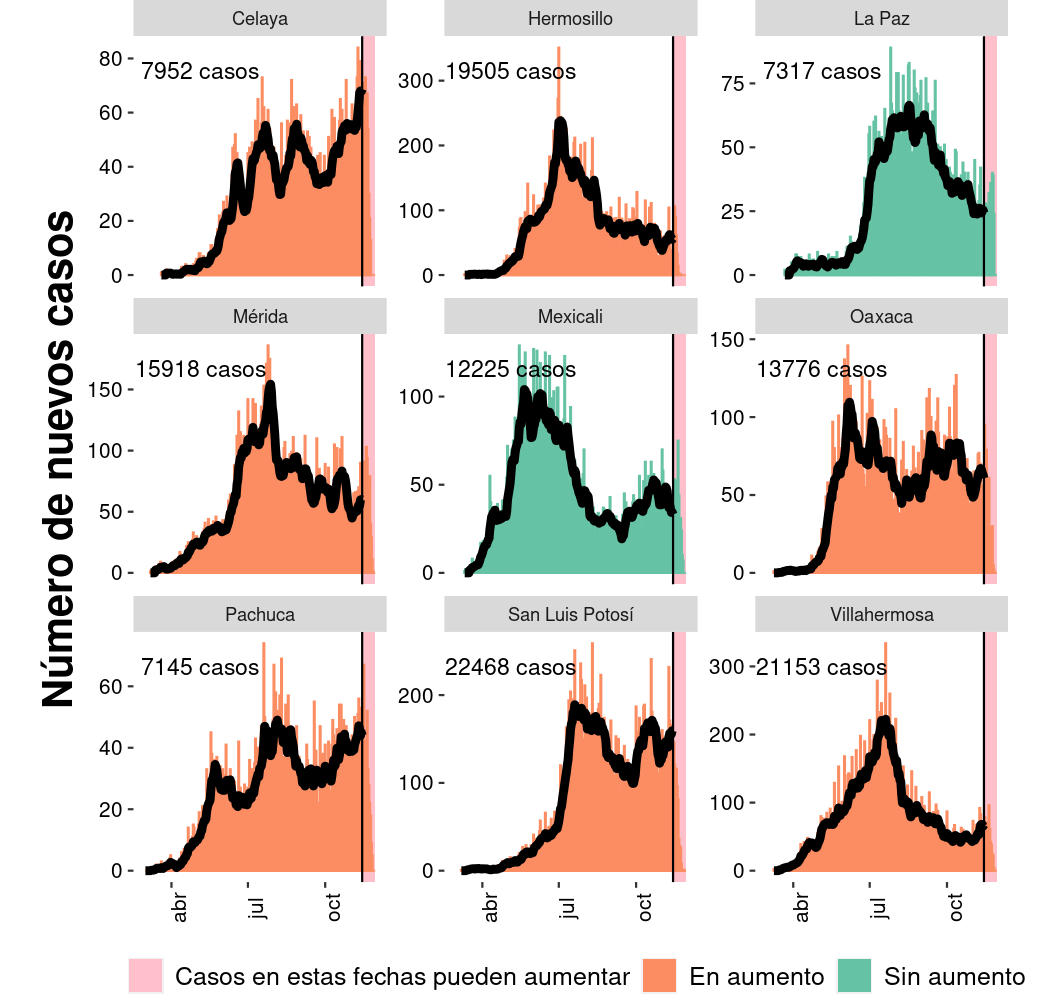 Número de nuevos casos
Celaya
Hermosillo
La Paz
7952 casos
19505 casos
7317 casos
80
60
40
20
0
300
200
100
0
75
50
25
0
Mérida
Mexicali
Oaxaca
15918 casos
12225 casos
13776 casos
150
100
50
0
100
50
0
150
100
50
0
Pachuca
San Luis Potosí
Villahermosa
7145 casos
22468 casos
21153 casos
60
40
20
0
200
100
0
300
200
100
0
abr
jul
oct
abr
jul
oct
abr
jul
oct
Casos en estas fechas pueden aumentar
En aumento
Sin aumento